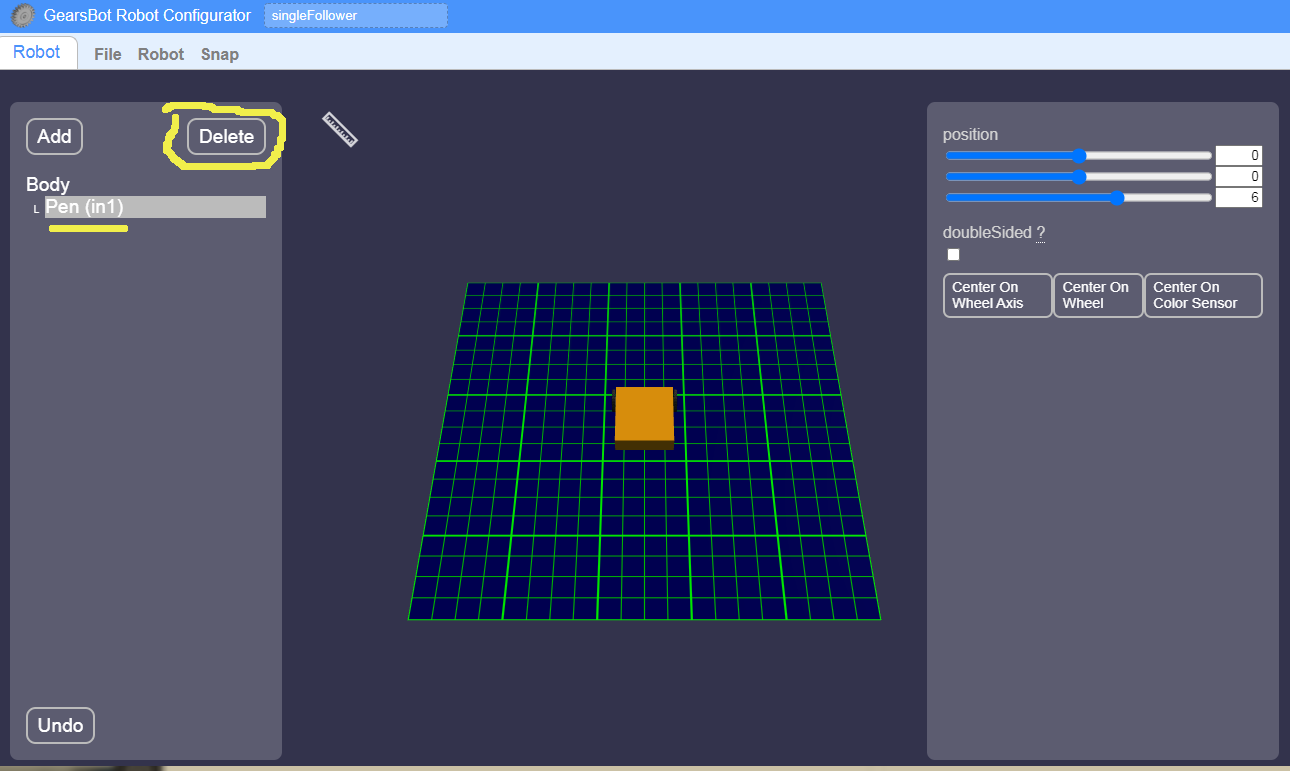 GearsBot Robot Configurator singleFollower
Robot File Robot Snap
Add Delete
Body
L Pen (in1)
Undo
position
0
0
6
doubleSided ?
Center On Wheel Axis
Center On Wheel
Center On Color Sensor